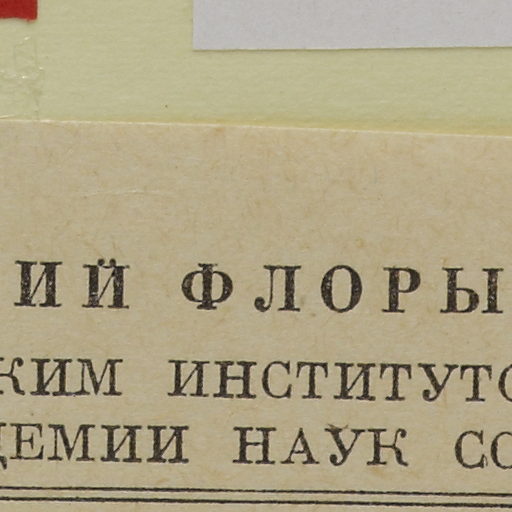 ИЙ ФЛОРЫ
КИМ ИНСТИТУТО
ДЕМИИ НАУК СС